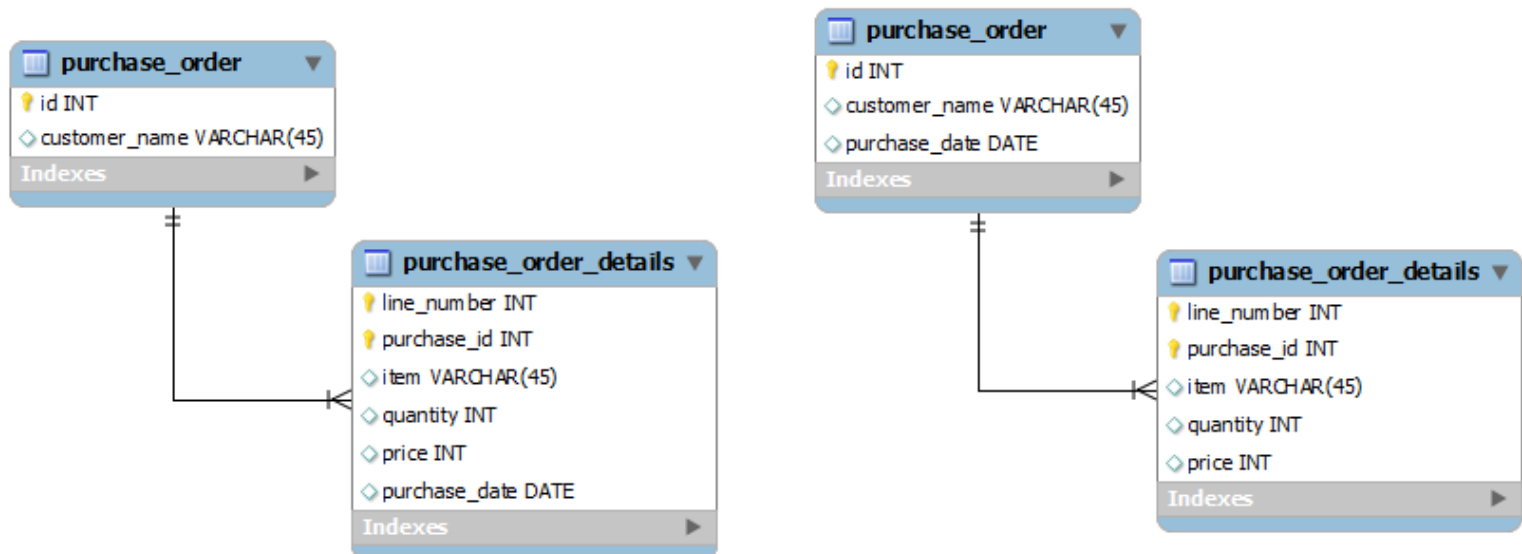 purchase_order
id INT
customer_name VARCHAR(45)
Indexes
purchase_order_details
line_number INT
purchase_id INT
item VARCHAR(45)
quantity INT
price INT
purchase_date DATE
Indexes
purchase_order
id INT
customer_name VARCHAR(45)
purchase_date DATE
Indexes
purchase_order_details
line_number INT
purchase_id INT
item VARCHAR(45)
quantity INT
price INT
Indexes